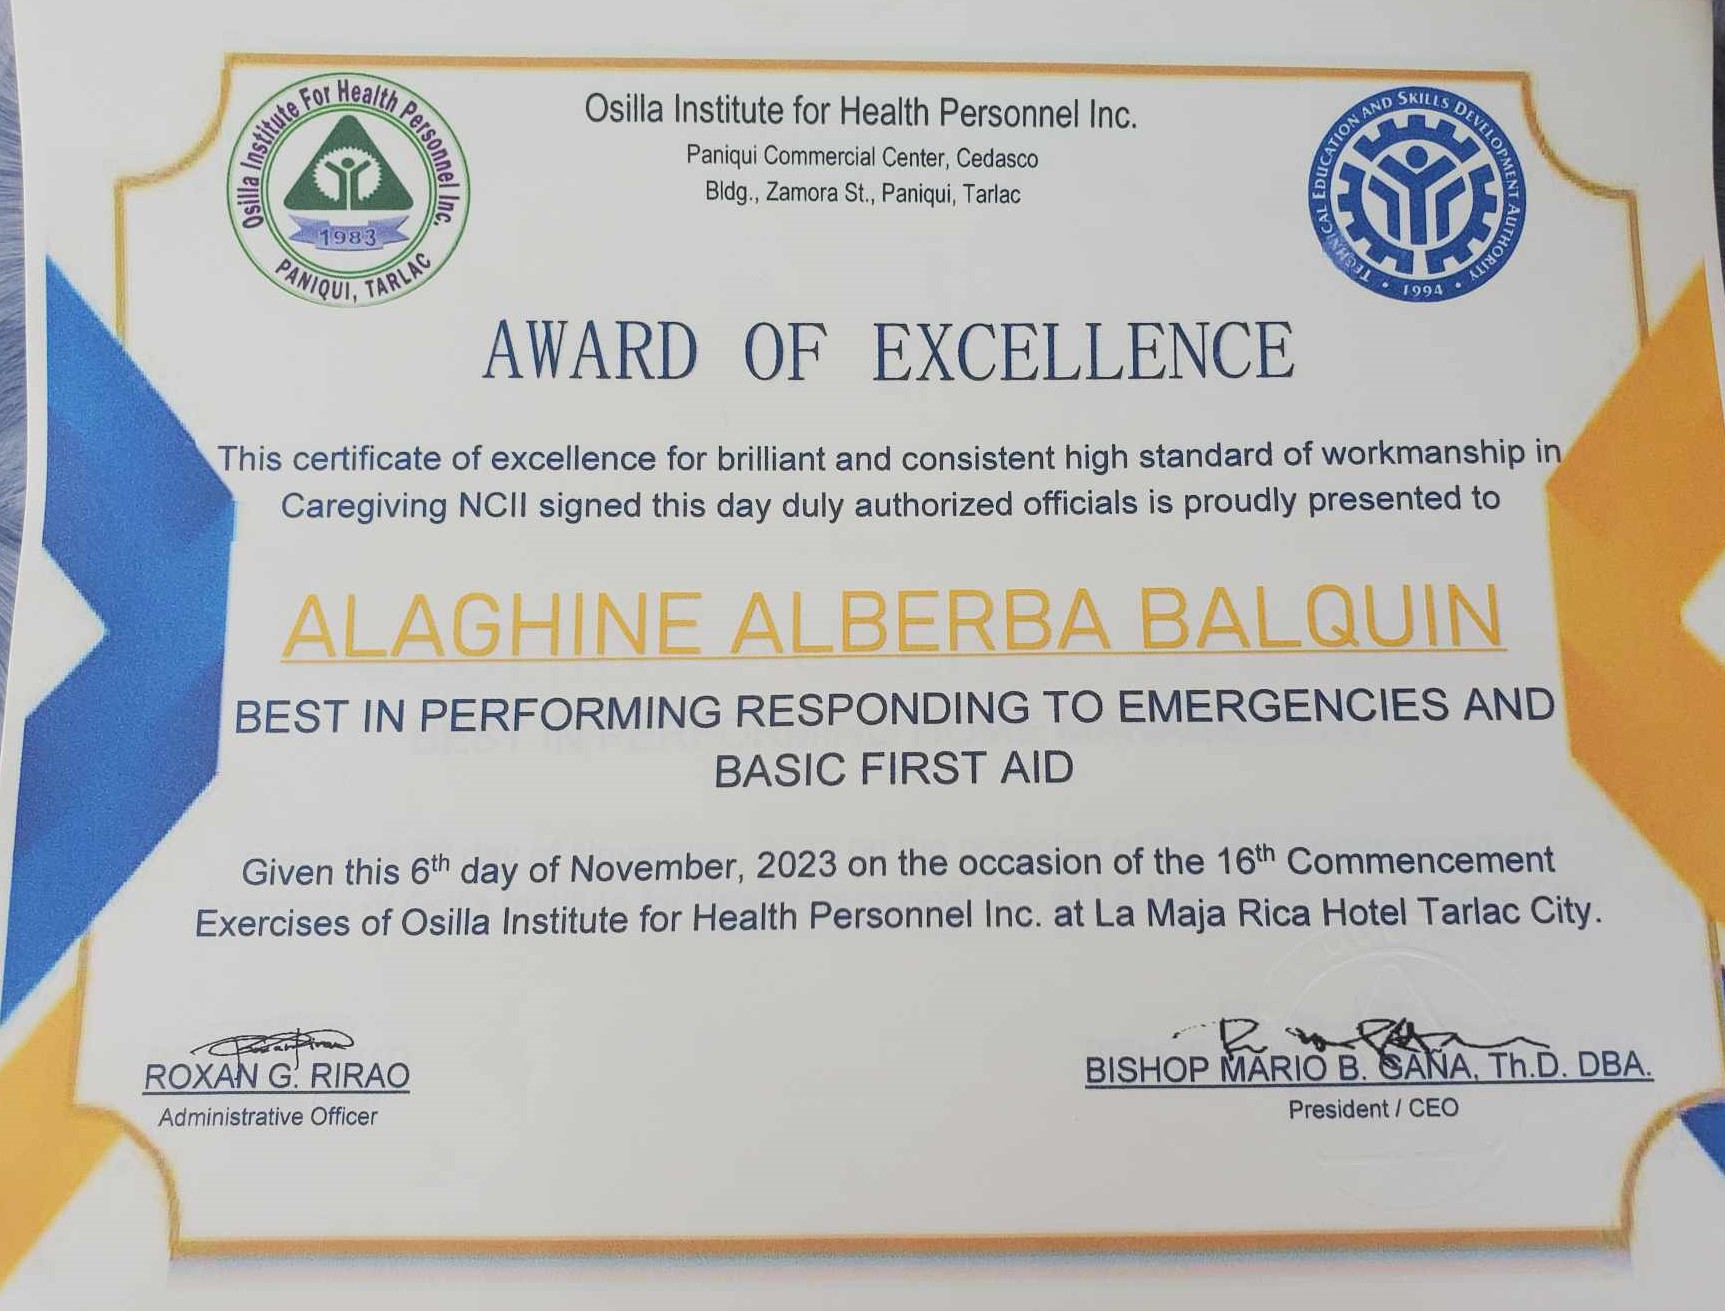 Osilla Institute For Health Personnel Inc.
1983
PANIQUI, TARLAC
Osilla Institute for Health Personnel Inc.
Paniqui Commercial Center, Cedasco
Bldg., Zamora St., Paniqui, Tarlac
TECHNICAL EDUCATION AND SKILLS DEVELOPMENT AUTHORITY
1994
AWARD OF EXCELLENCE
This certificate of excellence for brilliant and consistent high standard of workmanship in
Caregiving NCII signed this day duly authorized officials is proudly presented to
ALAGHINE ALBERBA BALQUIN
BEST IN PERFORMING RESPONDING TO EMERGENCIES AND
BASIC FIRST AID
Given this 6th day of November, 2023 on the occasion of the 16th Commencement
Exercises of Osilla Institute for Health Personnel Inc. at La Maja Rica Hotel Tarlac City.
ROXAN G. RIRAO
Administrative Officer
BISHOP MARIO B. GAÑA, Th.D. DBA.
President / CEO